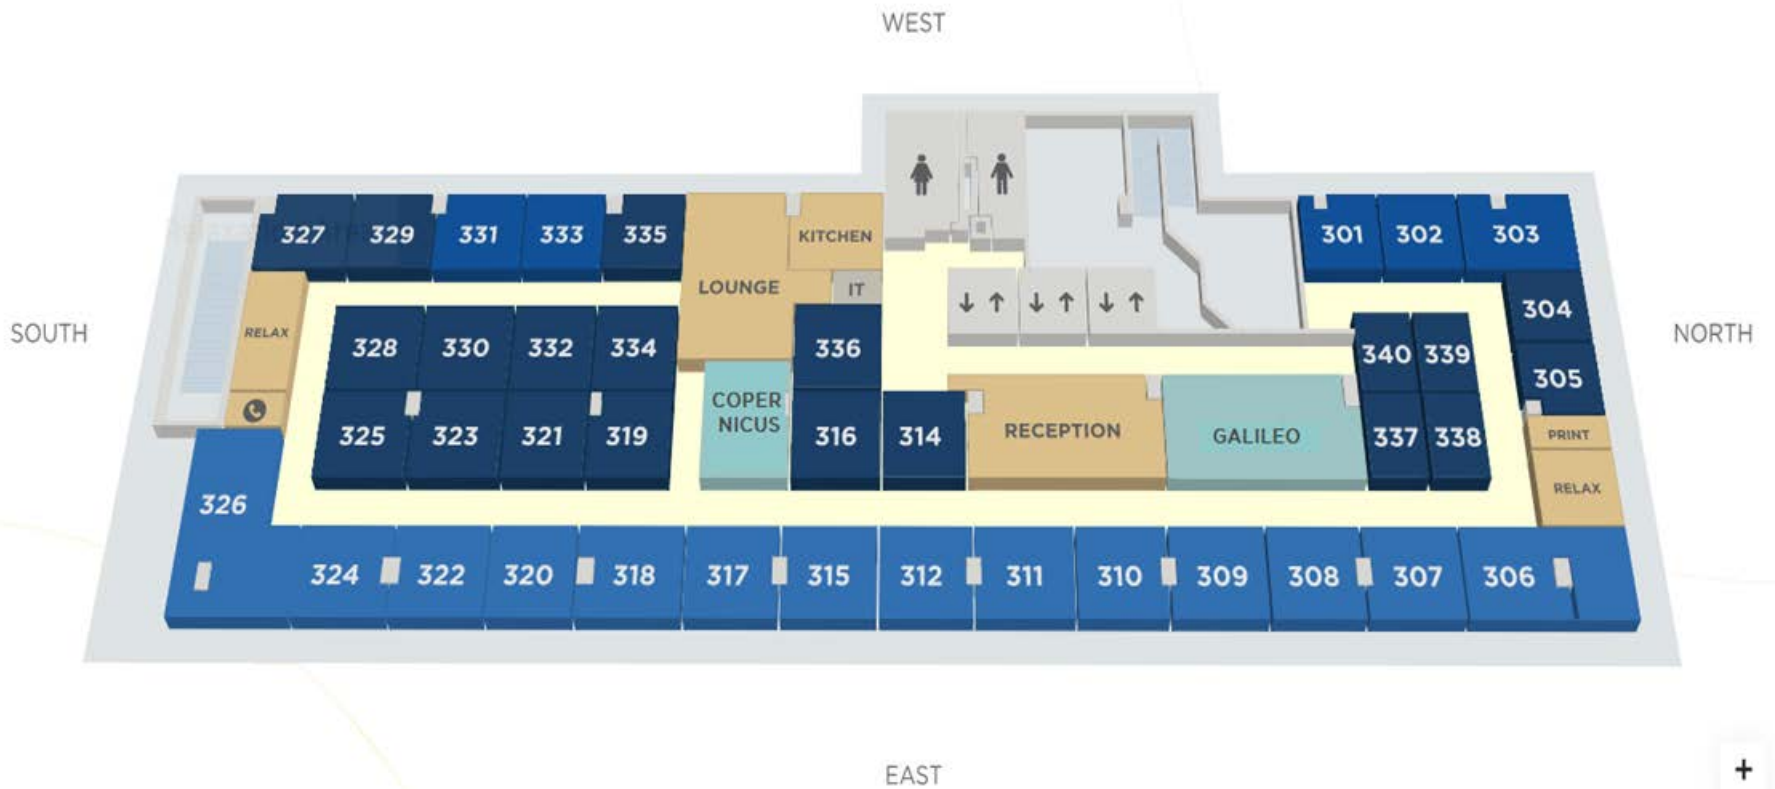 WEST
327 329 331 333 335 KITCHEN 301 302 303
LOUNGE IT
SOUTH RELAX 304 NORTH
328 330 332 334 336 340 339
305
COPER
NICUS
325 323 321 319 316 314 RECEPTION GALILEO 337 338 PRINT
RELAX
326
324 322 320 318 317 315 312 311 310 309 308 307 306
EAST
+